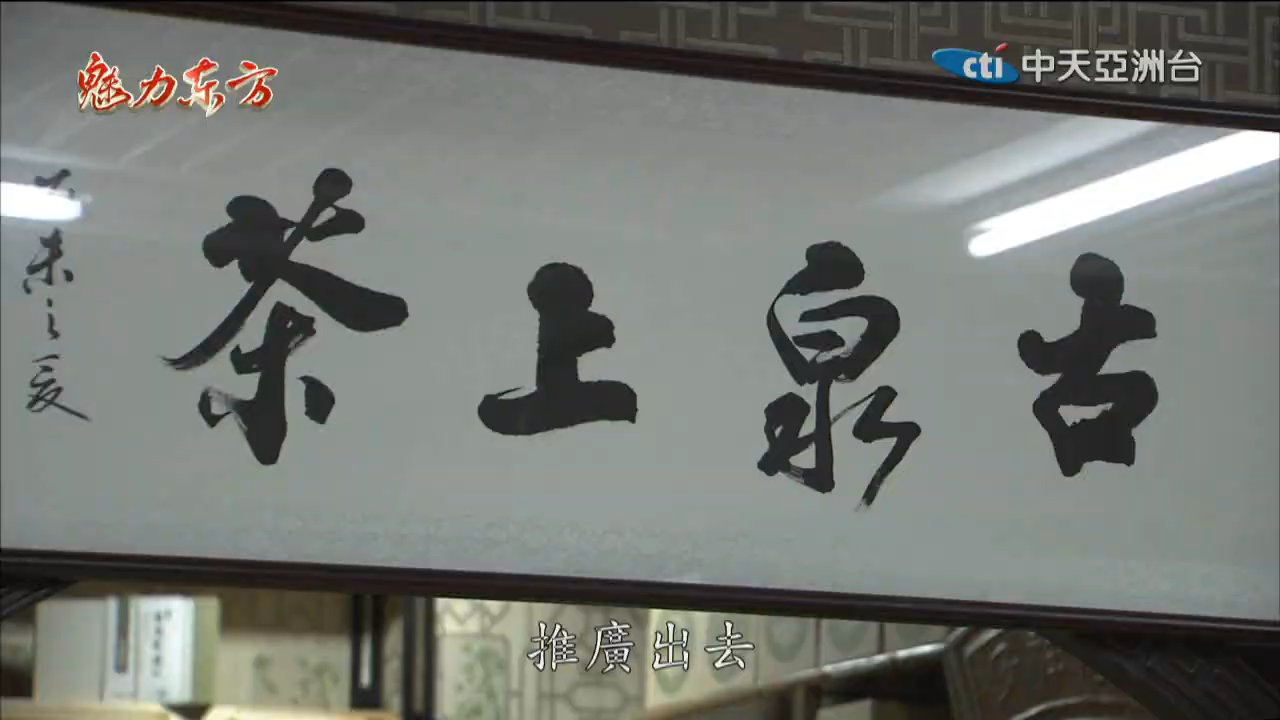 魅力东方
cti 中天亞洲台
古泉上茶
推廣出去